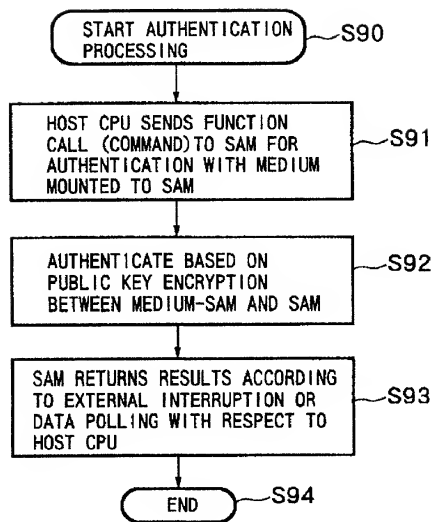 START AUTHENTICATION
PROCESSING
S90
HOST CPU SENDS FUNCTION
CALL (COMMAND)TO SAM FOR
AUTHENTICATION WITH MEDIUM
MOUNTED TO SAM
S91
AUTHENTICATE BASED ON
PUBLIC KEY ENCRYPTION
BETWEEN MEDIUM-SAM AND SAM
S92
SAM RETURNS RESULTS ACCORDING
TO EXTERNAL INTERRUPTION OR
DATA POLLING WITH RESPECT TO
HOST CPU
S93
END
S94